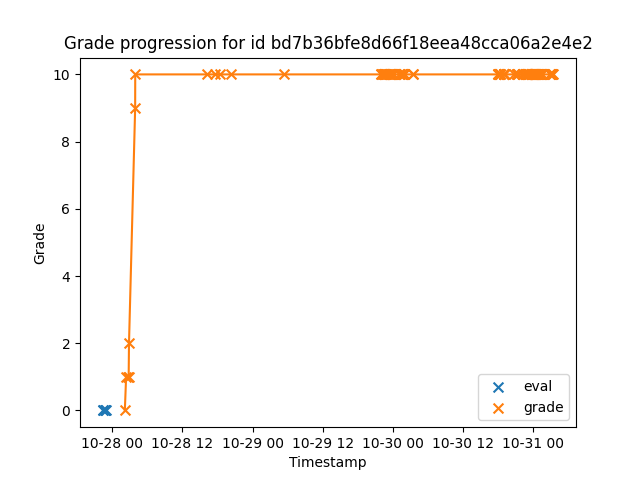 Grade progression for id bd7b36bfe8d66f18eea48cca06a2e4e2
10
8
6
4
2
0
Grade
10-28 00 10-28 12 10-29 00 10-29 12 10-30 00 10-30 12 10-31 00
Timestamp
eval
grade